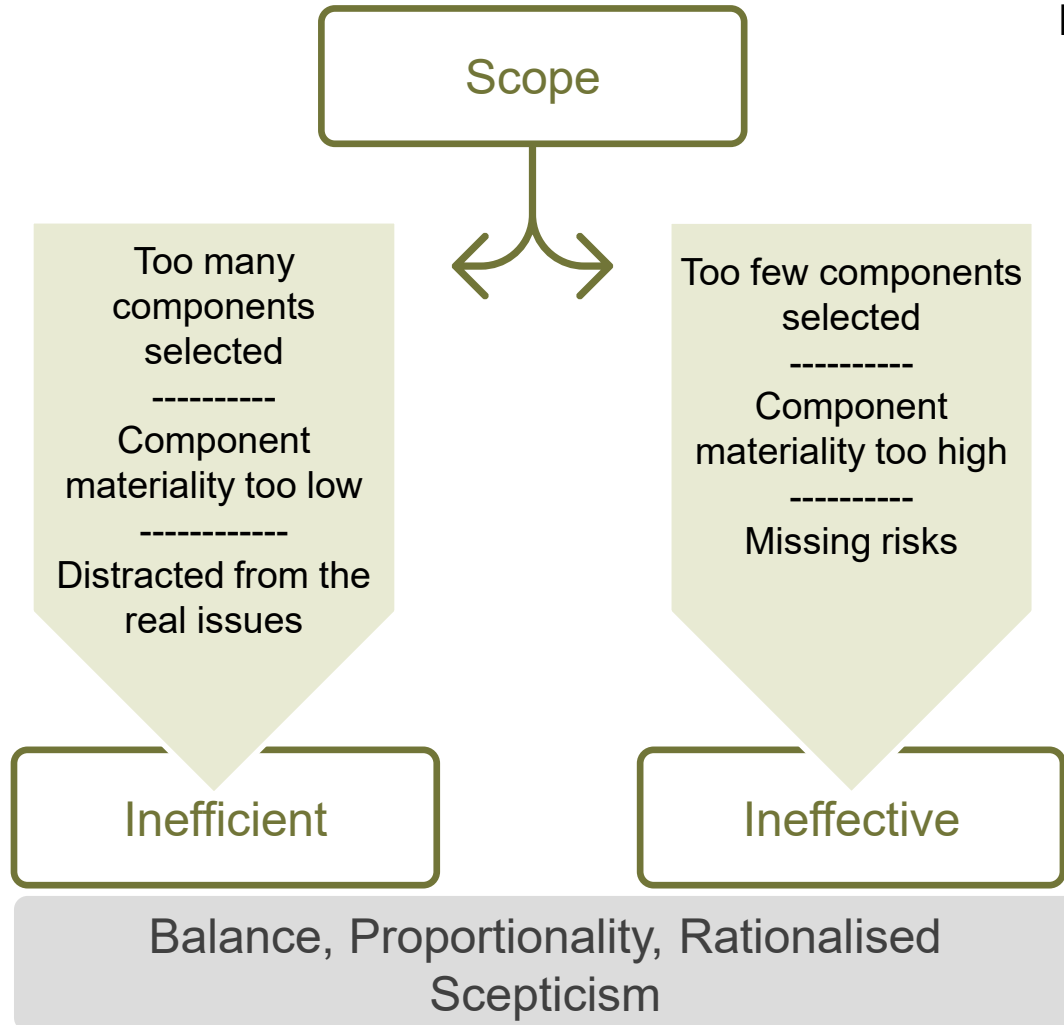 Scope
Too many
components
selected
----------
Component
materiality too low
------------
Distracted from the
real issues
Inefficient
Too few components
selected
----------
Component
materiality too high
----------
Missing risks
Ineffective
Balance, Proportionality, Rationalised
Scepticism